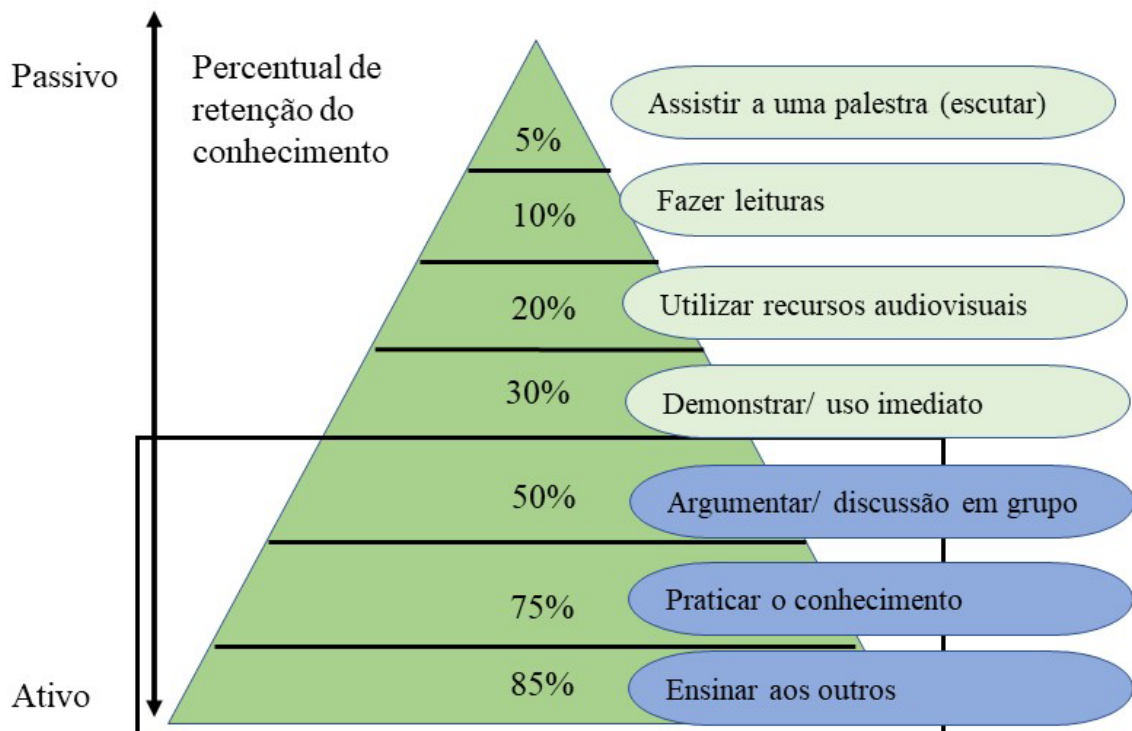 Passivo
Percentual de
retenção do
conhecimento
5%
Assistir a uma palestra (escutar)
10%
Fazer leituras
20%
Utilizar recursos audiovisuais
30%
Demonstrar/ uso imediato
50%
Argumentar/ discussão em grupo
75%
Praticar o conhecimento
Ativo
85%
Ensinar aos outros